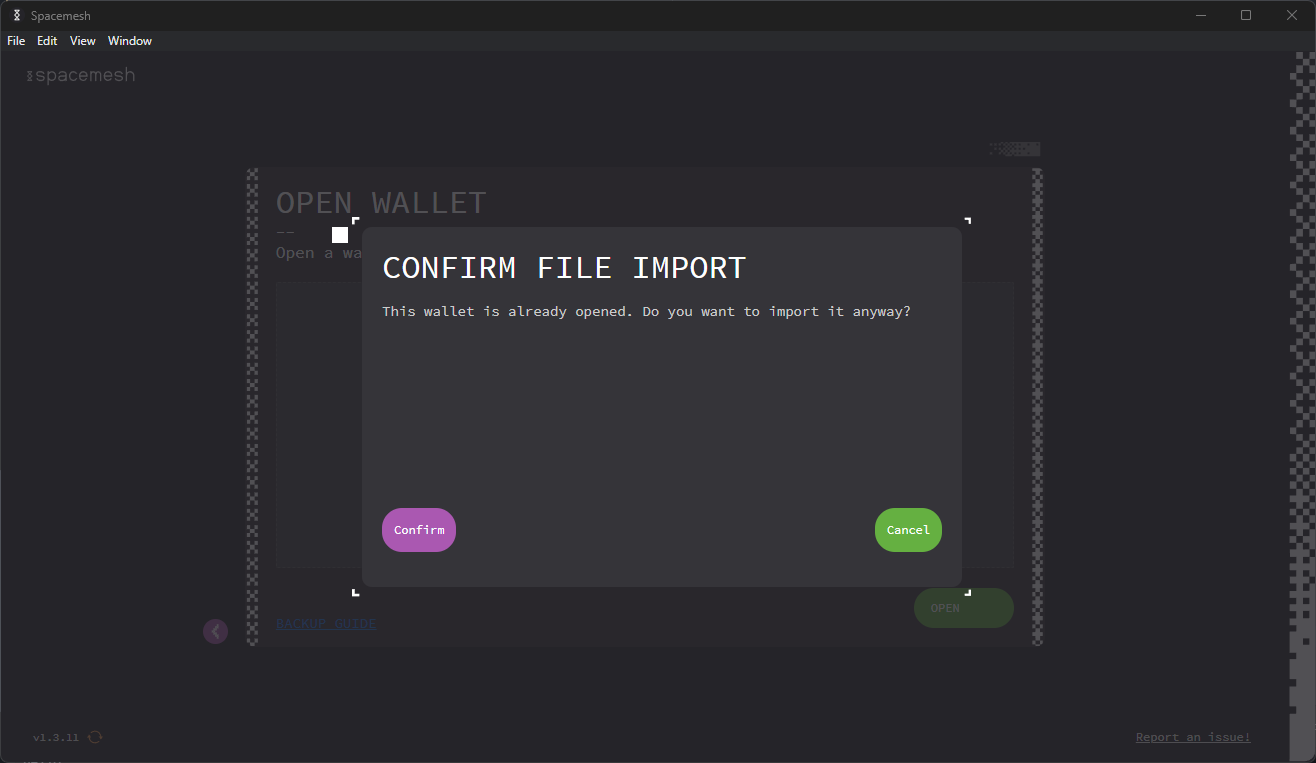 Spacemesh
File Edit View Window
spacemesh
OPEN WALLET
--
Open a wa
CONFIRM FILE IMPORT
This wallet is already opened. Do you want to import it anyway?
Confirm
Cancel
OPEN
BACKUP GUIDE
v1.3.11
Report an issue!